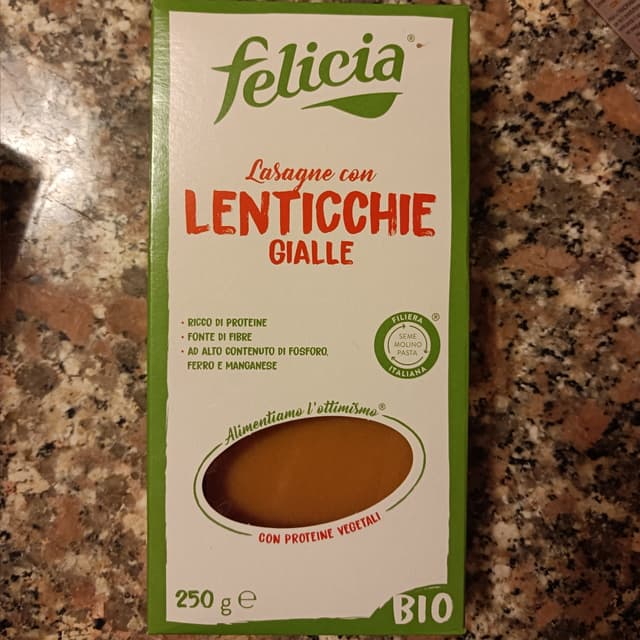 felicia®
Lasagne con
LENTICCHIE
GIALLE
• RICCO DI PROTEINE
• FONTE DI FIBRE
• AD ALTO CONTENUTO DI FOSFORO,
FERRO E MANGANESE
FILIERA ®
SEME
MOLINO
PASTA
ITALIANA
Alimentiamo l'ottimismo®
CON PROTEINE VEGETALI
250 g ℮
BIO